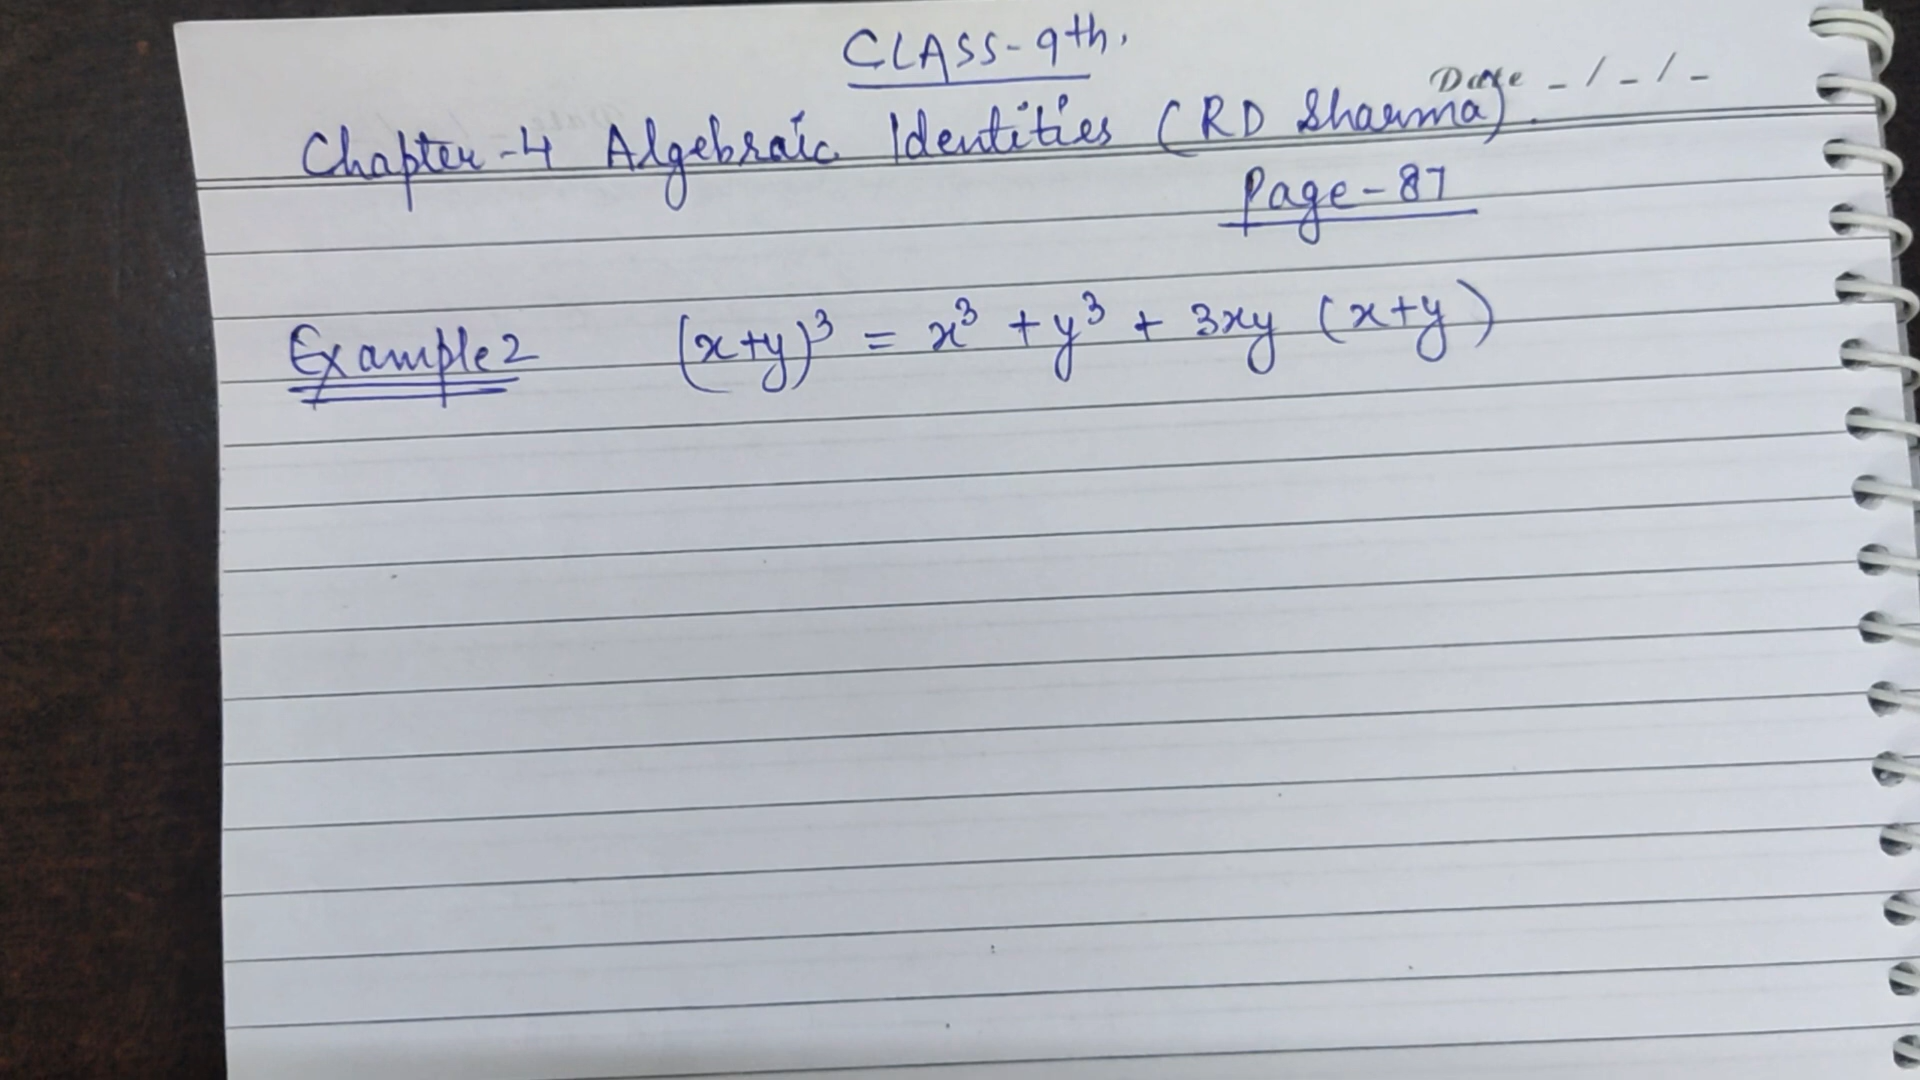 CLASS-9th.
Date _/_/_
Chapter-4 Algebraic Identities (RD Sharma).
Page-87
Example 2 (x+y)³ = x³ + y³ + 3xy (x+y)